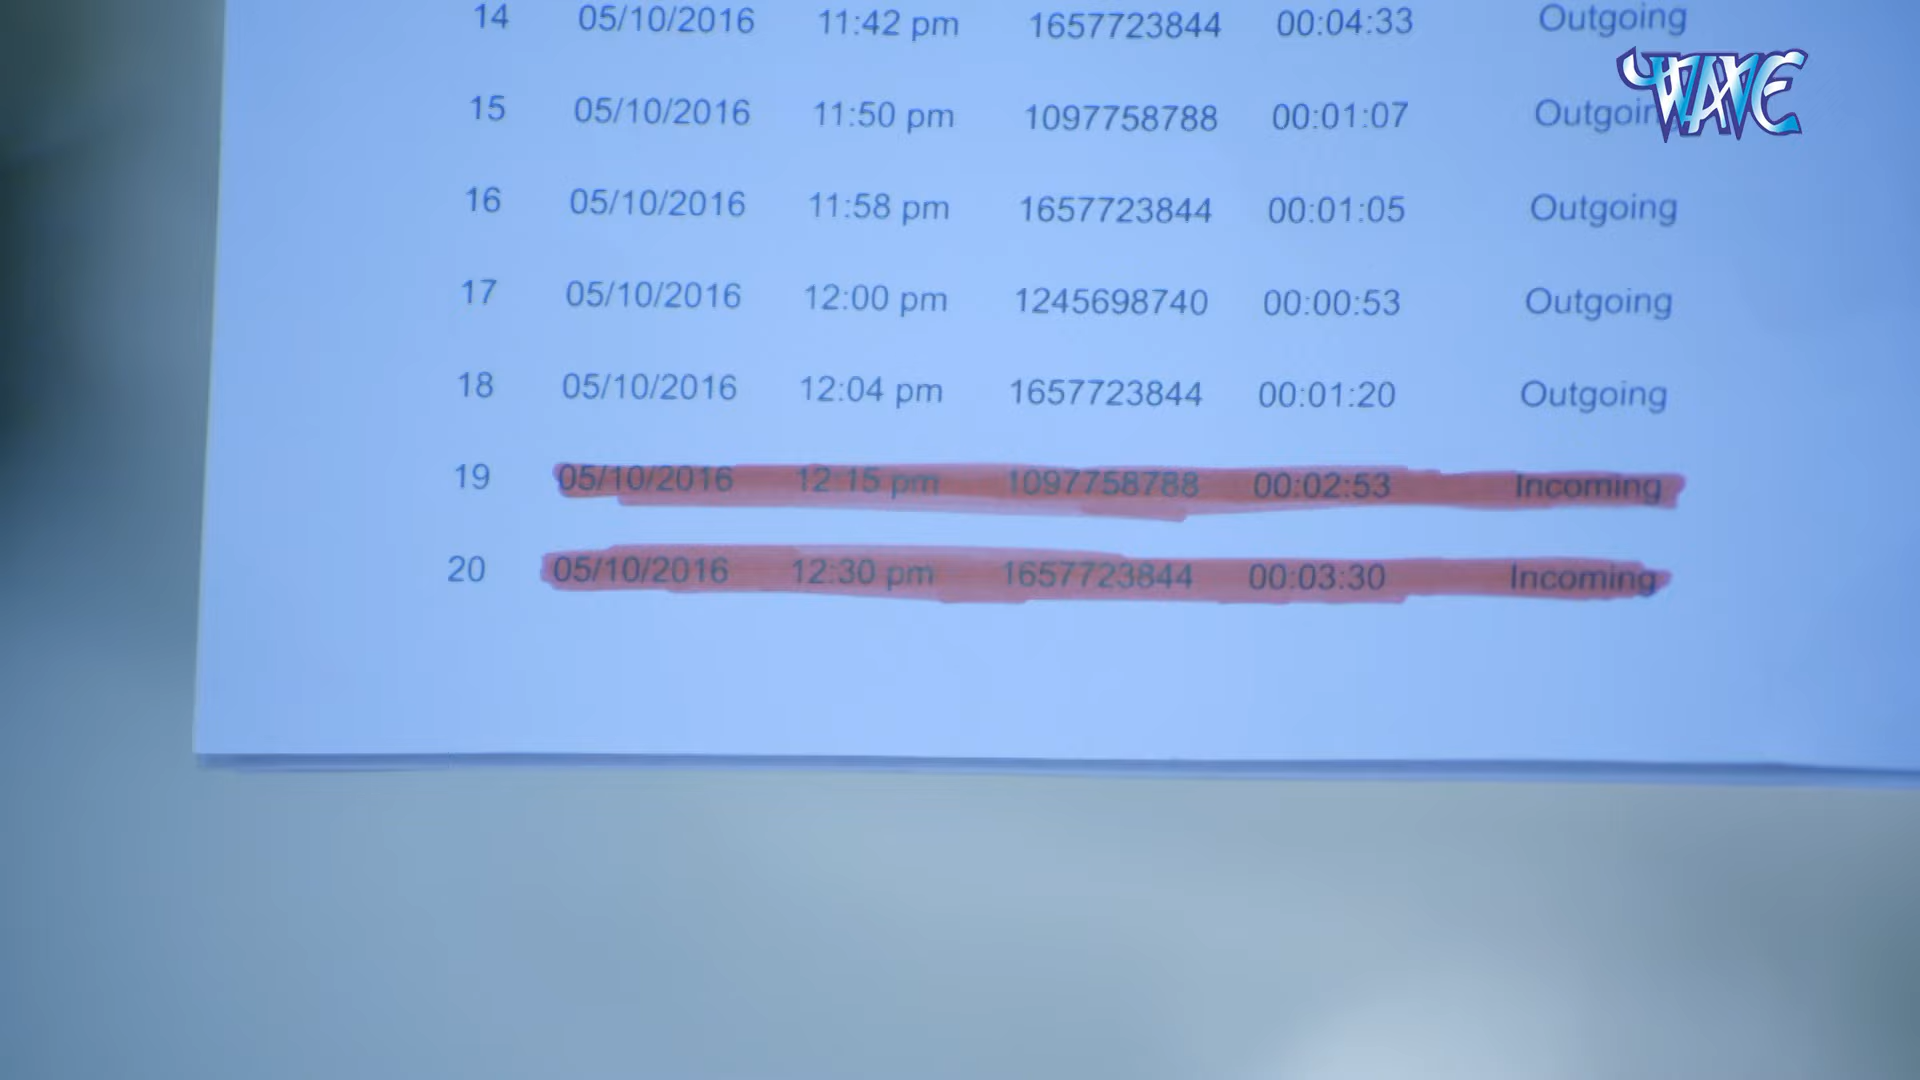 14 05/10/2016 11:42 pm 1657723844 00:04:33 Outgoing
WAVE
15 05/10/2016 11:50 pm 1097758788 00:01:07 Outgoing
16 05/10/2016 11:58 pm 1657723844 00:01:05 Outgoing
17 05/10/2016 12:00 pm 1245698740 00:00:53 Outgoing
18 05/10/2016 12:04 pm 1657723844 00:01:20 Outgoing
19 05/10/2016 12:15 pm 1097758788 00:02:53 Incoming
20 05/10/2016 12:30 pm 1657723844 00:03:30 Incoming